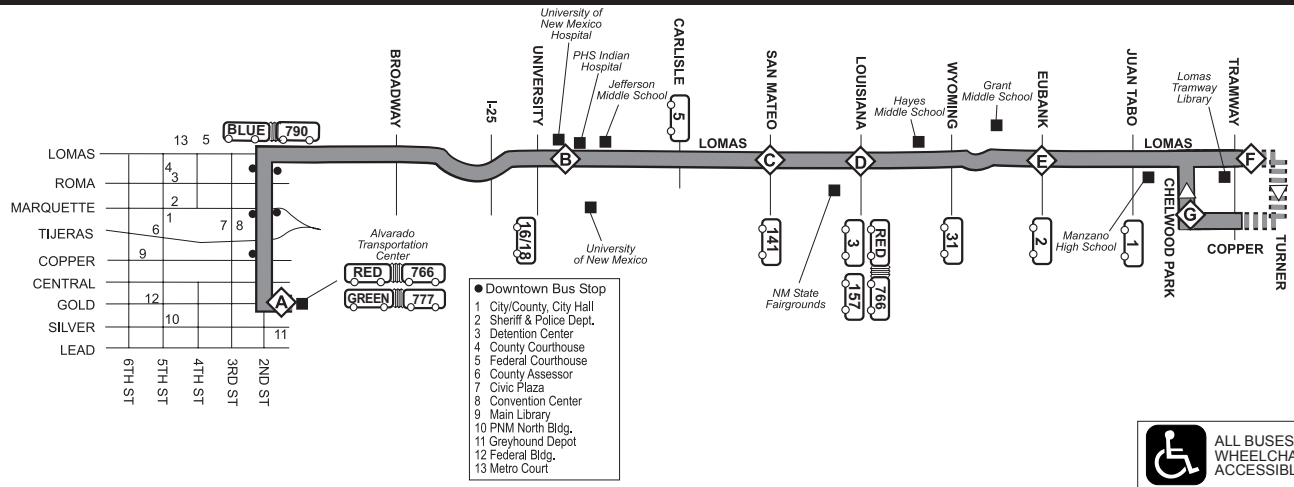 University of
New Mexico
Hospital
PHS Indian
Hospital
Jefferson
Middle School
BROADWAY
I-25
UNIVERSITY
CARLISLE
5
SAN MATEO
LOUISIANA
Hayes
Middle School
WYOMING
Grant
Middle School
EUBANK
JUAN TABO
Lomas
Tramway
Library
TRAMWAY
BLUE 790
13 5
LOMAS
4
3
ROMA
MARQUETTE
2
1
7 8
TIJERAS
6
COPPER
9
CENTRAL
GOLD
12
SILVER
10
LEAD
11
6TH ST
5TH ST
4TH ST
3RD ST
2ND ST
A
Alvarado
Transportation
Center
RED 766
GREEN 777
B
LOMAS
C
D
E
LOMAS
F
G
CHELWOOD PARK
COPPER
TURNER
16/18
University
of New Mexico
141
NM State
Fairgrounds
3
157
RED 766
31
2
Manzano
High School
1
Downtown Bus Stop
1 City/County, City Hall
2 Sheriff & Police Dept.
3 Detention Center
4 County Courthouse
5 Federal Courthouse
6 County Assessor
7 Civic Plaza
8 Convention Center
9 Main Library
10 PNM North Bldg.
11 Greyhound Depot
12 Federal Bldg.
13 Metro Court
ALL BUSES
WHEELCHA
ACCESSIBL